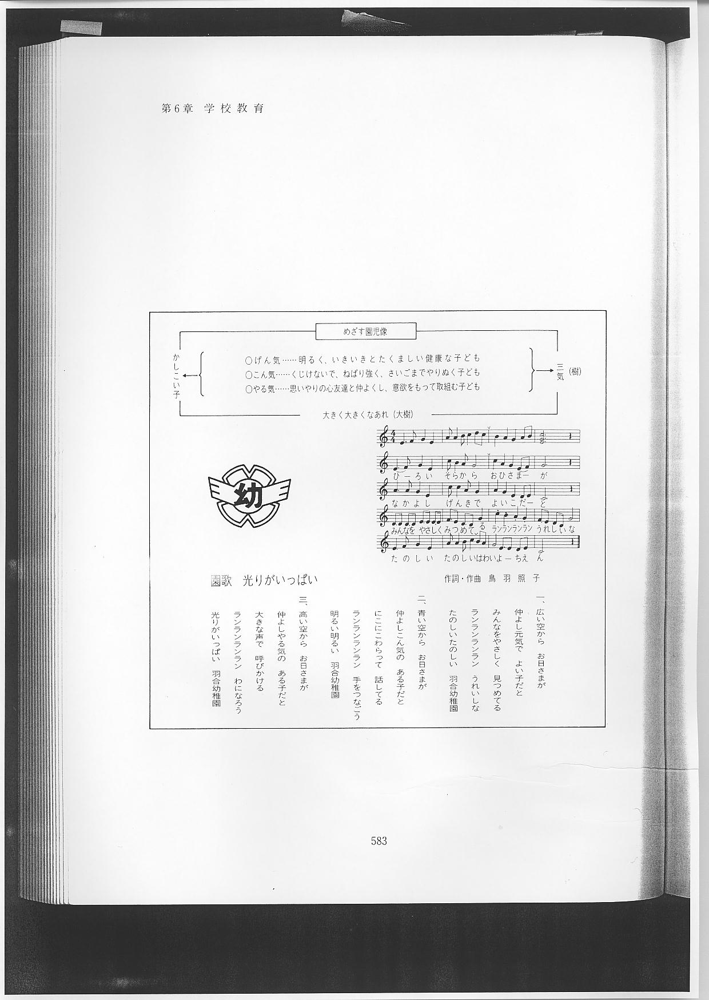 第6章 学校教育
めざす園児像
かしこい子
○げん気……明るく、いきいきとたくましい健康な子ども
○こん気……くじけないで、ねばり強く、さいごまでやりぬく子ども
○やる気……思いやりの心友達と仲よくし、意欲をもって取組む子ども
三気(樹)
大きく大きくなあれ(大樹)
幼
ひーろい そらから おひさまー が
なかよし げんきで よいこだー と
みんなを やさしくみつめてる ランランランラン うれしいな
たのしい たのしいはわいよーちえ ん
園歌 光りがいっぱい
作詞・作曲 鳥羽照子
一、広い空から お日さまが
仲よし元気で よい子だと
みんなをやさしく 見つめてる
ランランランラン うれいしな
たのしいたのしい 羽合幼稚園
二、青い空から お日さまが
仲よしこん気の ある子だと
にこにこわらって 話してる
ランランランラン 手をつなごう
明るい明るい 羽合幼稚園
三、高い空から お日さまが
仲よしやる気の ある子だと
大きな声で 呼びかける
ランランランラン わになろう
光りがいっぱい 羽合幼稚園
583